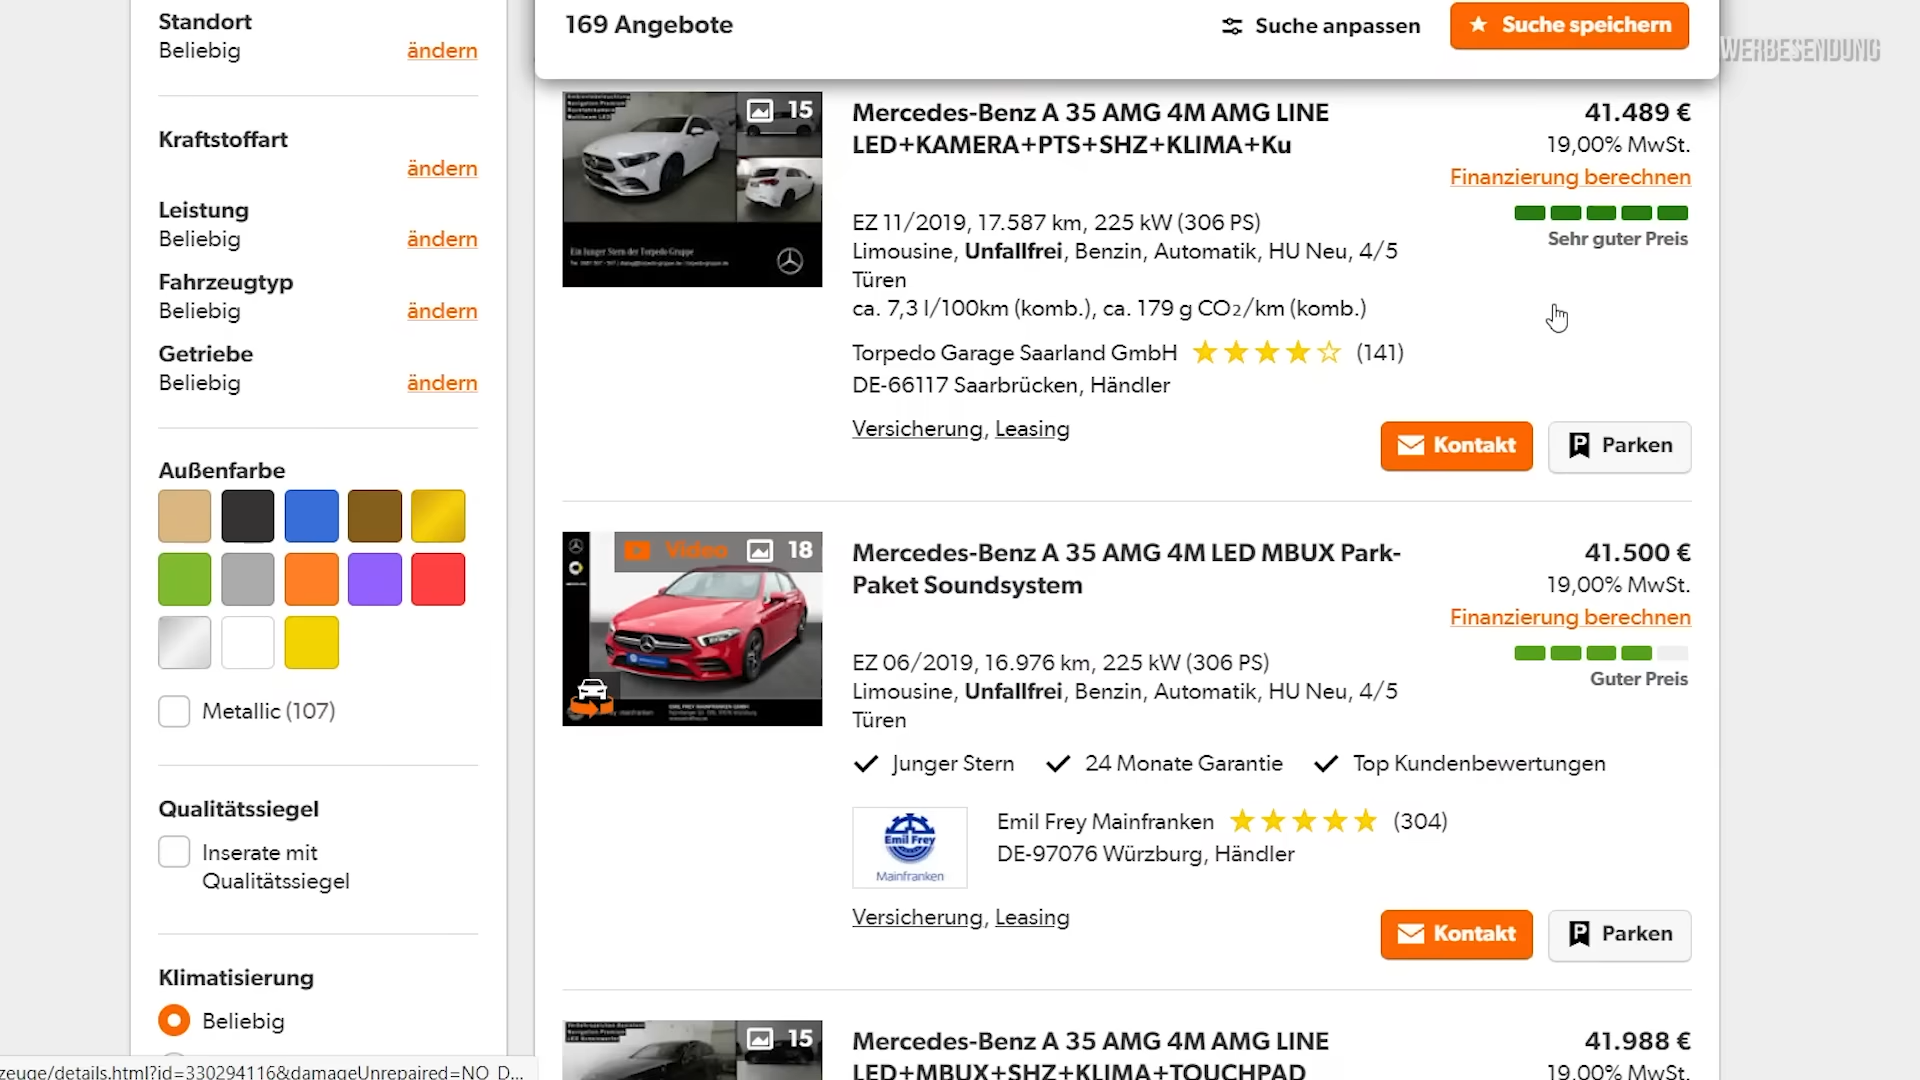 Standort
Beliebig
ändern
Kraftstoffart
ändern
Leistung
Beliebig
ändern
Fahrzeugtyp
Beliebig
ändern
Getriebe
Beliebig
ändern
Außenfarbe
Metallic (107)
Qualitätssiegel
Inserate mit
Qualitätssiegel
Klimatisierung
Beliebig
zeuge/details.html?id=330294116&damageUnrepaired=NO_D...
169 Angebote
Suche anpassen
Suche speichern
WERBESENDUNG
15
Ein Junger Stern der Torpedo Gruppe
Mercedes-Benz A 35 AMG 4M AMG LINE
LED+KAMERA+PTS+SHZ+KLIMA+Ku
41.489 €
19,00% MwSt.
Finanzierung berechnen
Sehr guter Preis
EZ 11/2019, 17.587 km, 225 kW (306 PS)
Limousine, Unfallfrei, Benzin, Automatik, HU Neu, 4/5
Türen
ca. 7,3 l/100km (komb.), ca. 179 g CO₂/km (komb.)
Torpedo Garage Saarland GmbH (141)
DE-66117 Saarbrücken, Händler
Versicherung, Leasing
Kontakt
Parken
Video
18
Mercedes-Benz A 35 AMG 4M LED MBUX Park-
Paket Soundsystem
41.500 €
19,00% MwSt.
Finanzierung berechnen
Guter Preis
EZ 06/2019, 16.976 km, 225 kW (306 PS)
Limousine, Unfallfrei, Benzin, Automatik, HU Neu, 4/5
Türen
Junger Stern
24 Monate Garantie
Top Kundenbewertungen
Emil Frey
Mainfranken
Emil Frey Mainfranken (304)
DE-97076 Würzburg, Händler
Versicherung, Leasing
Kontakt
Parken
15
Mercedes-Benz A 35 AMG 4M AMG LINE
LED+MBUX+SHZ+KLIMA+TOUCHPAD
41.988 €
19,00% MwSt.